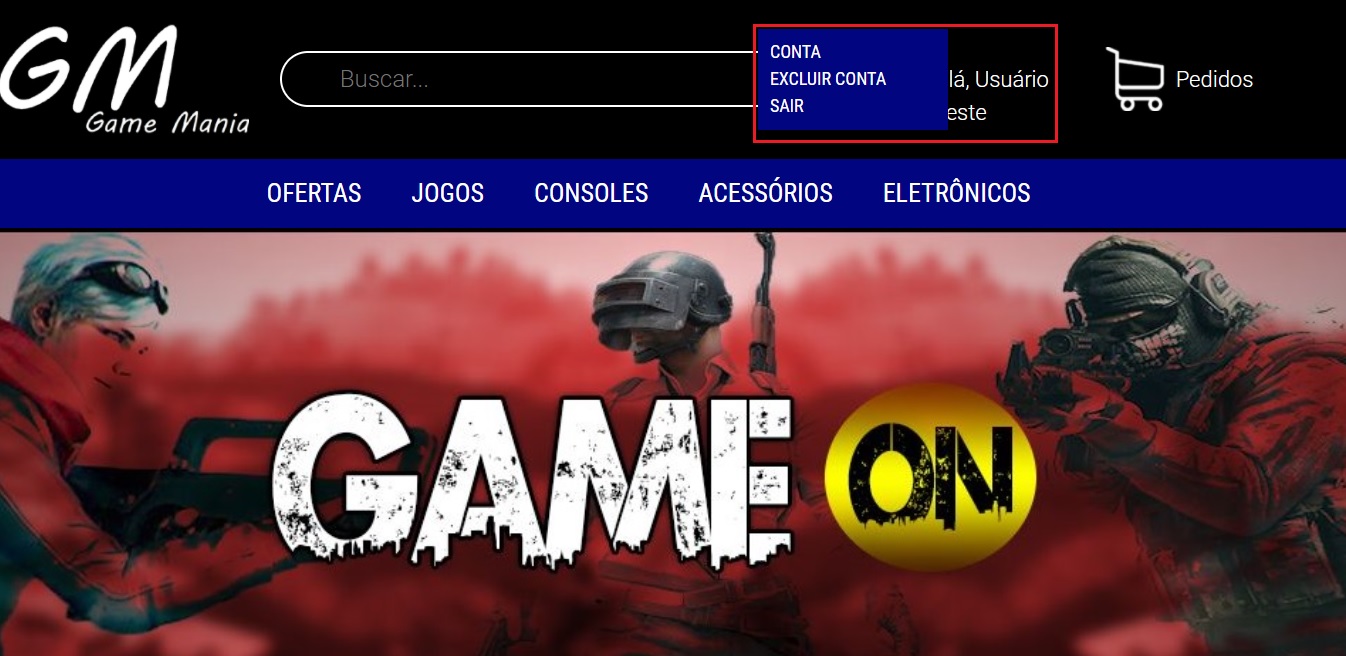 GM
Game Mania
Buscar...
CONTA
EXCLUIR CONTA
SAIR
lá, Usuário
este
Pedidos
OFERTAS
JOGOS
CONSOLES
ACESSÓRIOS
ELETRÔNICOS
GAME ON